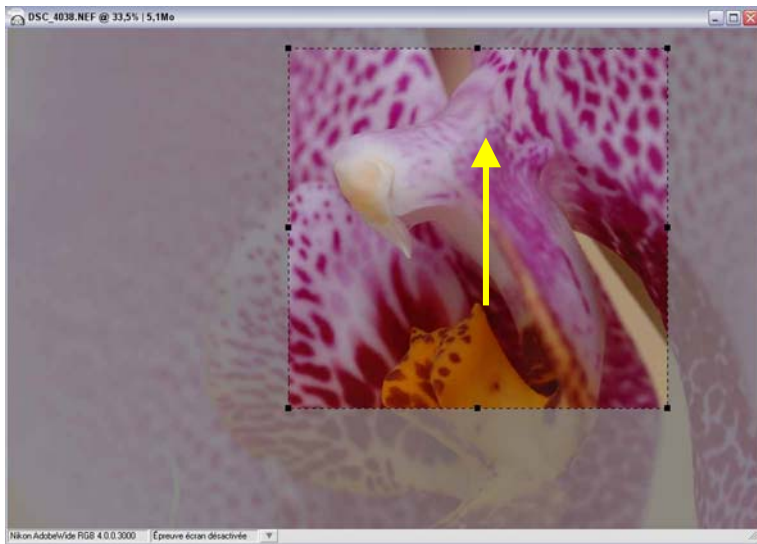 DSC_4038.NEF @ 33,5% | 5,1Mo
Nikon AdobeWide RGB 4.0.0.3000 Épreuve écran désactivée